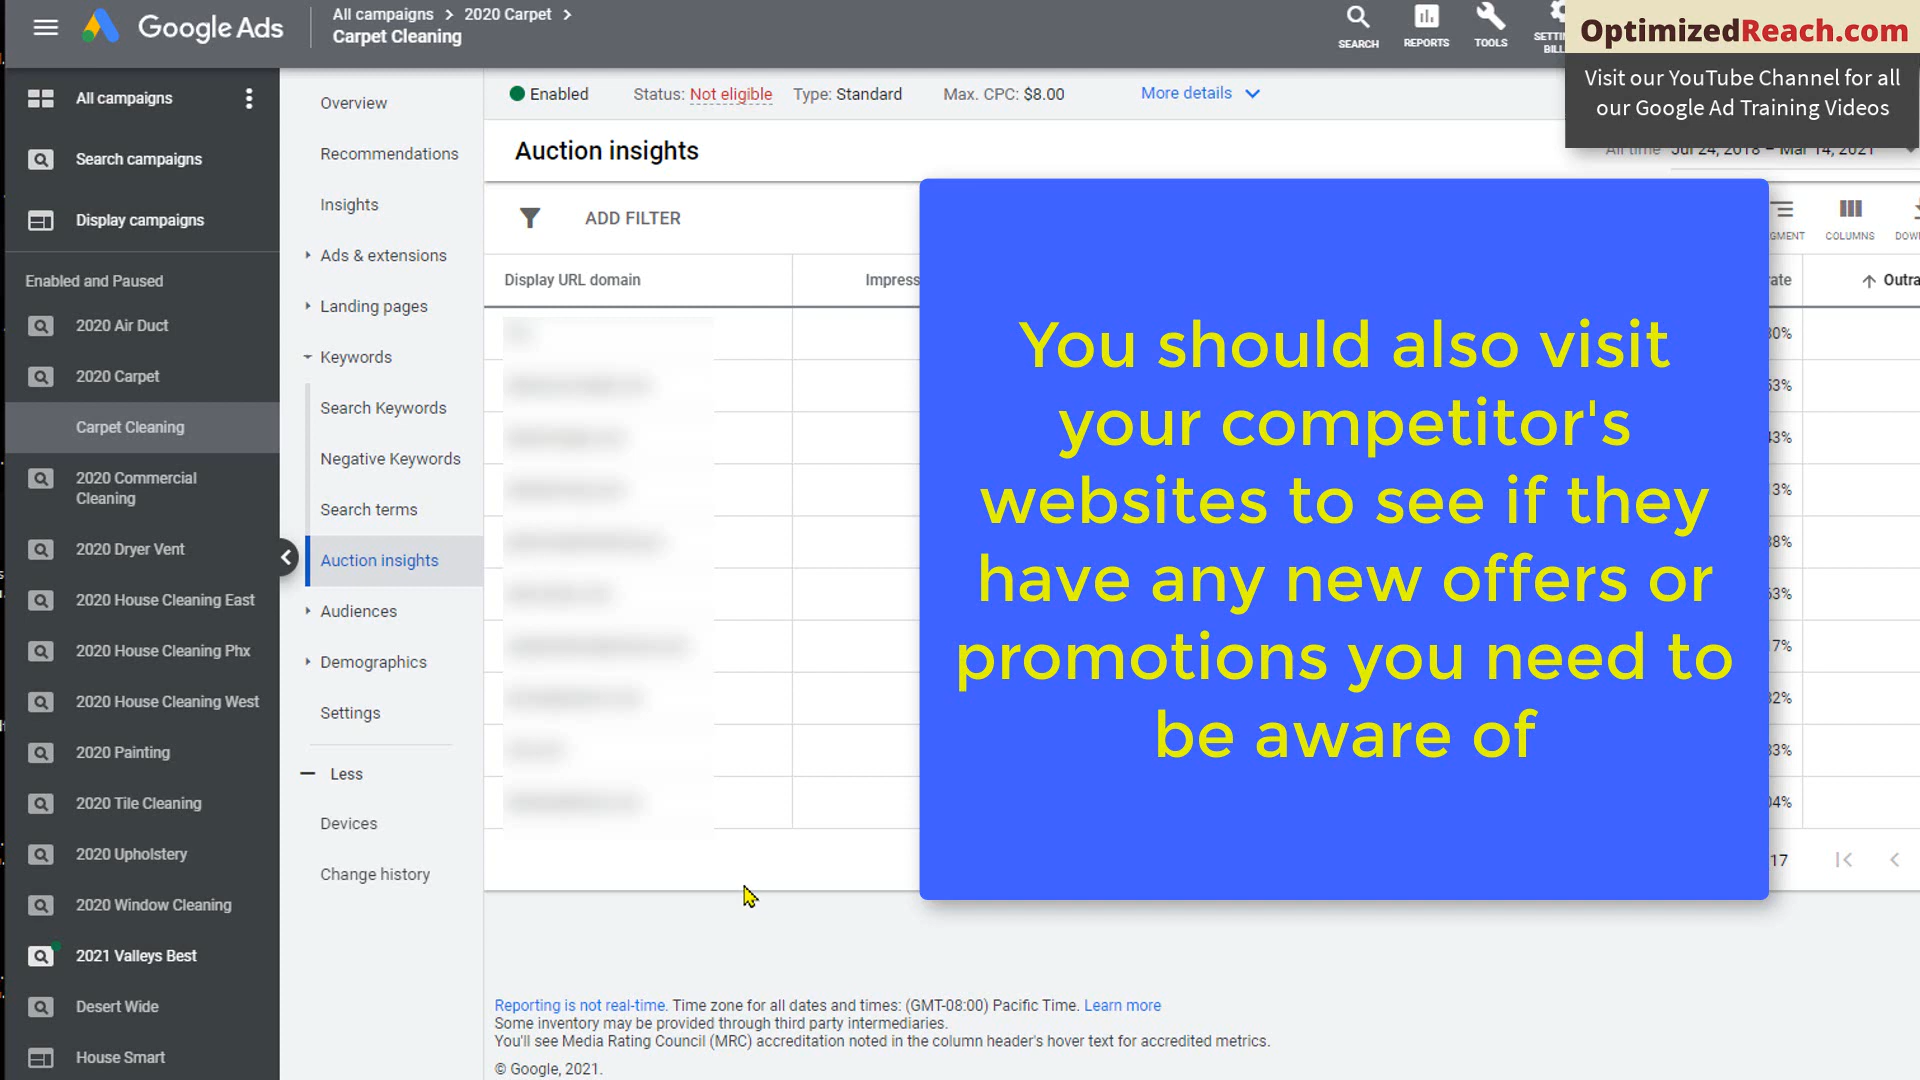 Google Ads
All campaigns > 2020 Carpet >
Carpet Cleaning
SEARCH
REPORTS
TOOLS
OptimizedReach.com
Visit our YouTube Channel for all
our Google Ad Training Videos
All campaigns
Search campaigns
Display campaigns
Enabled and Paused
2020 Air Duct
2020 Carpet
Carpet Cleaning
2020 Commercial
Cleaning
2020 Dryer Vent
2020 House Cleaning East
2020 House Cleaning Phx
2020 House Cleaning West
2020 Painting
2020 Tile Cleaning
2020 Upholstery
2020 Window Cleaning
2021 Valleys Best
Desert Wide
House Smart
Overview
Recommendations
Insights
Ads & extensions
Landing pages
Keywords
Search Keywords
Negative Keywords
Search terms
Auction insights
Audiences
Demographics
Settings
Less
Devices
Change history
Enabled
Status: Not eligible
Type: Standard
Max. CPC: $8.00
More details
Auction insights
All time Jul 24, 2018 – Mar 14, 2021
ADD FILTER
COLUMNS
Display URL domain
You should also visit
your competitor's
websites to see if they
have any new offers or
promotions you need to
be aware of
17
Reporting is not real-time. Time zone for all dates and times: (GMT-08:00) Pacific Time. Learn more
Some inventory may be provided through third party intermediaries.
You'll see Media Rating Council (MRC) accreditation noted in the column header's hover text for accredited metrics.
© Google, 2021.